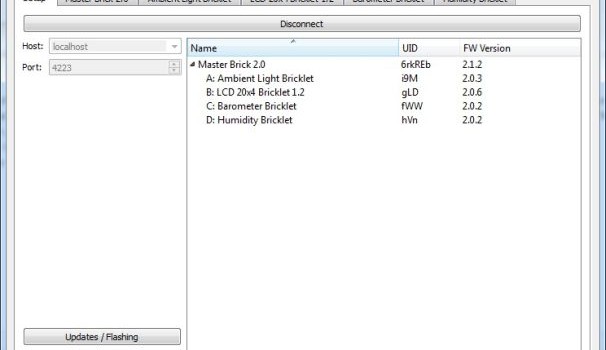 Setup Master Brick 2.0 Ambient Light Bricklet LCD 20x4 Bricklet 1.2 Barometer Bricklet Humidity Bricklet
Disconnect
Host: localhost
Port: 4223
Name UID FW Version
Master Brick 2.0 6rkREb 2.1.2
A: Ambient Light Bricklet i9M 2.0.3
B: LCD 20x4 Bricklet 1.2 gLD 2.0.6
C: Barometer Bricklet fWW 2.0.2
D: Humidity Bricklet hVn 2.0.2
Updates / Flashing